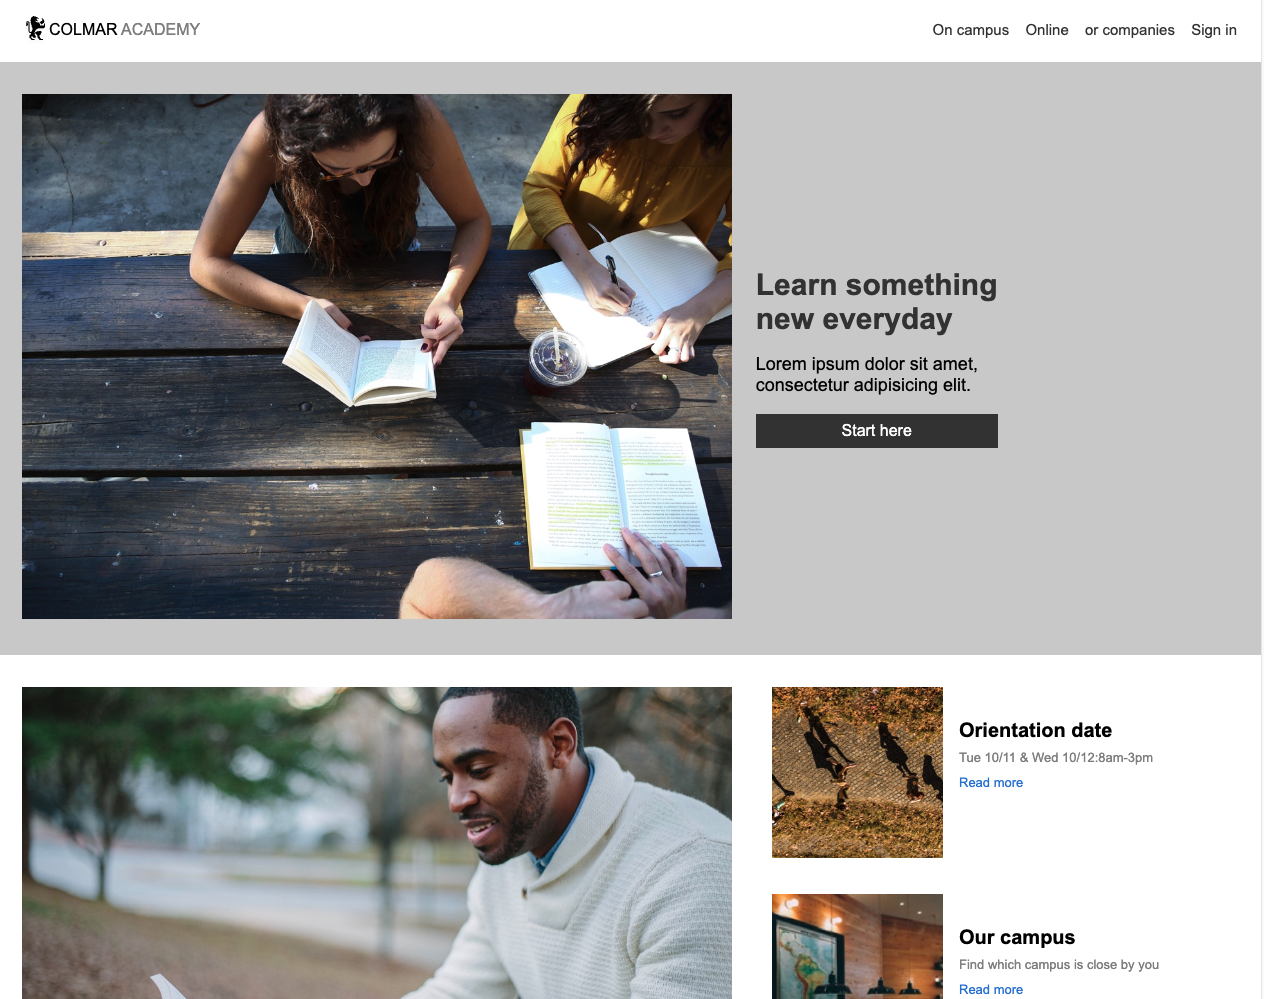 COLMAR ACADEMY
On campus
Online
or companies
Sign in
Learn something
new everyday
Lorem ipsum dolor sit amet,
consectetur adipisicing elit.
Start here
Orientation date
Tue 10/11 & Wed 10/12:8am-3pm
Read more
Our campus
Find which campus is close by you
Read more